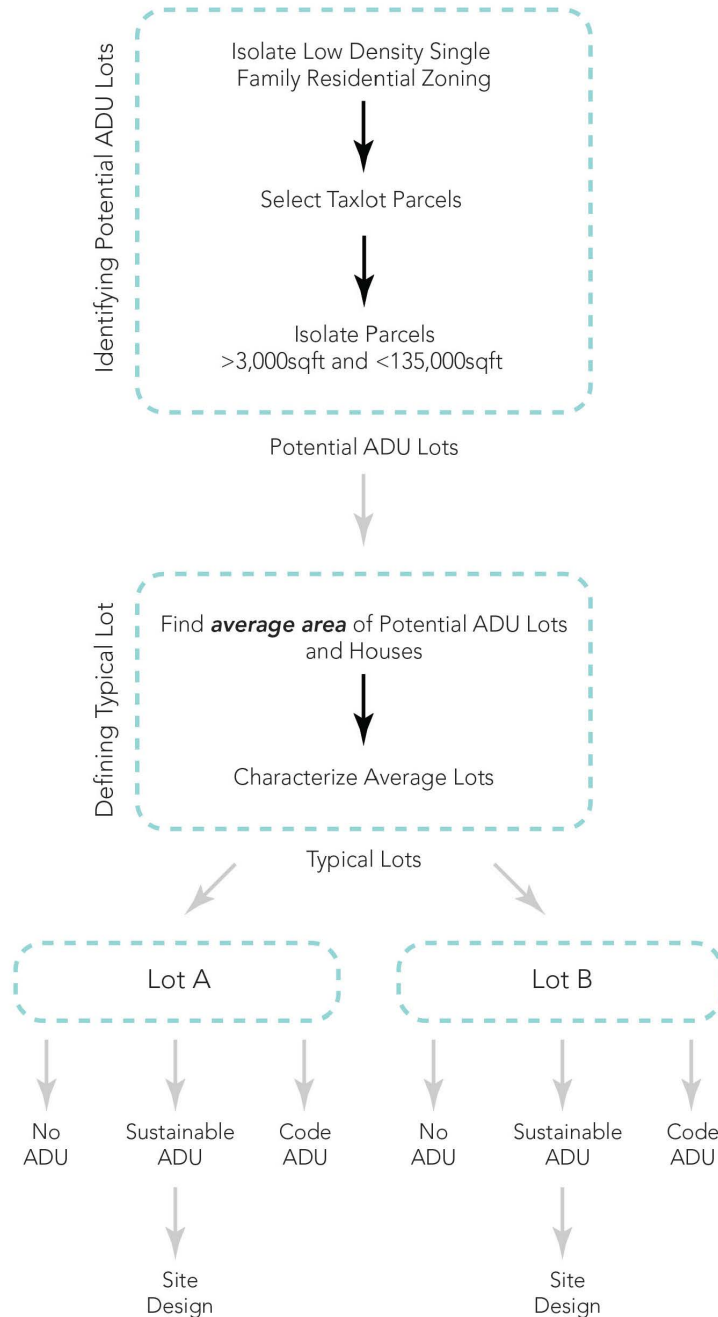 Identifying Potential ADU Lots
Isolate Low Density Single
Family Residential Zoning
Select Taxlot Parcels
Isolate Parcels
>3,000sqft and <135,000sqft
Potential ADU Lots
Defining Typical Lot
Find average area of Potential ADU Lots
and Houses
Characterize Average Lots
Typical Lots
Lot A
Lot B
No
ADU
Sustainable
ADU
Code
ADU
No
ADU
Sustainable
ADU
Code
ADU
Site
Design
Site
Design